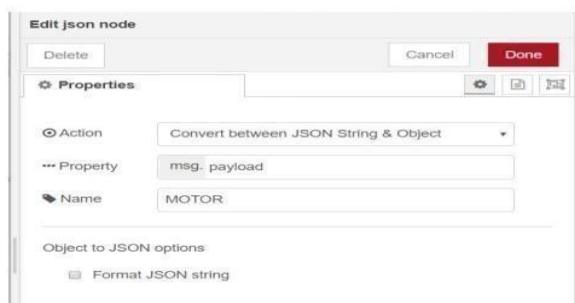 Edit json node
Delete Cancel Done
Properties
Action Convert between JSON String & Object
Property msg. payload
Name MOTOR
Object to JSON options
Format JSON string